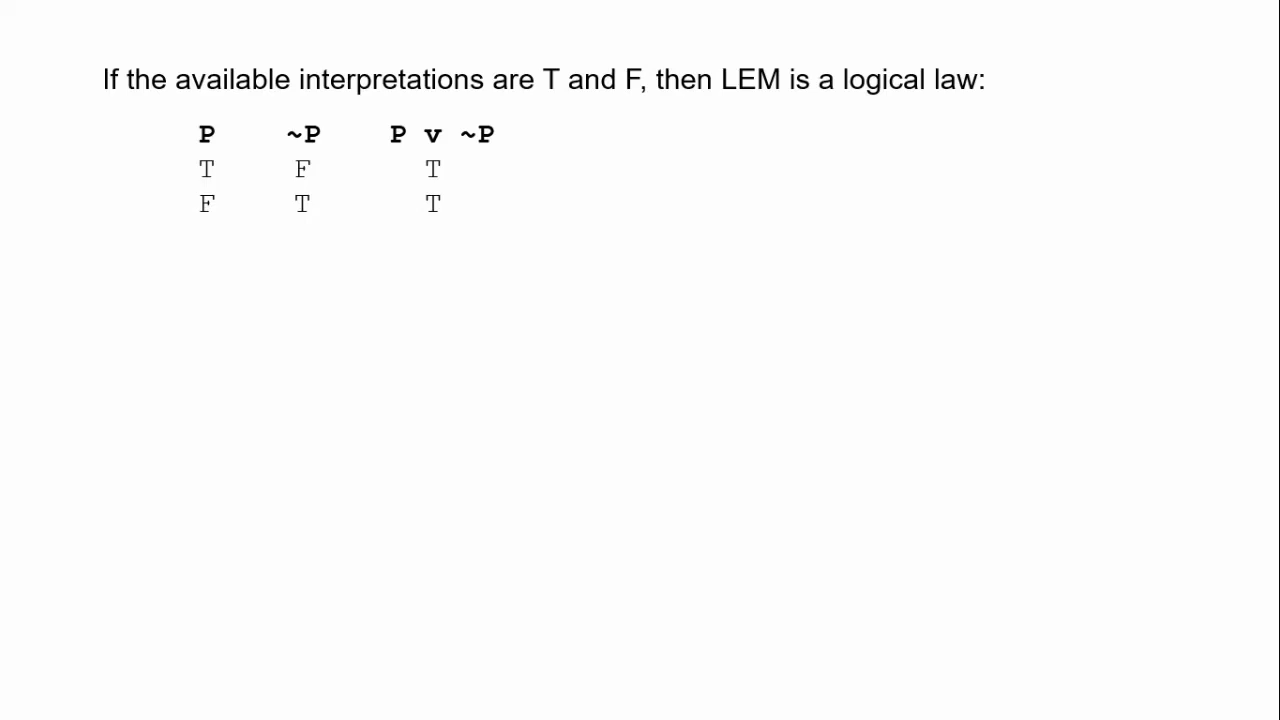 If the available interpretations are T and F, then LEM is a logical law:
P ~P P v ~P
T F T
F T T